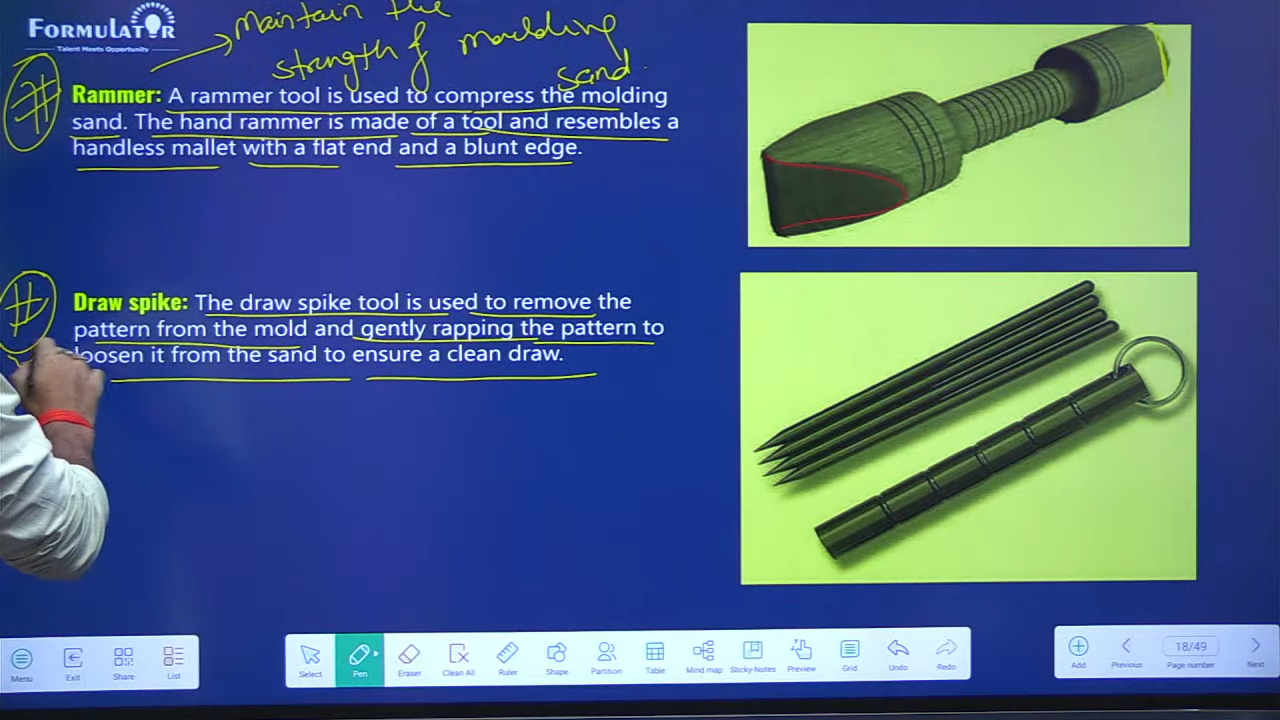 FORMULATOR
Talent Meets Opportunity
Maintain the
strength of moulding
sand.
Rammer: A rammer tool is used to compress the molding
sand. The hand rammer is made of a tool and resembles a
handless mallet with a flat end and a blunt edge.
Draw spike: The draw spike tool is used to remove the
pattern from the mold and gently rapping the pattern to
loosen it from the sand to ensure a clean draw.
Menu
Exit
Share
List
Select
Pen
Eraser
Clean All
Ruler
Shape
Partition
Table
Mind map
Sticky-Notes
Preview
Grid
Undo
Redo
Add
Previous
18/49
Page number
Next